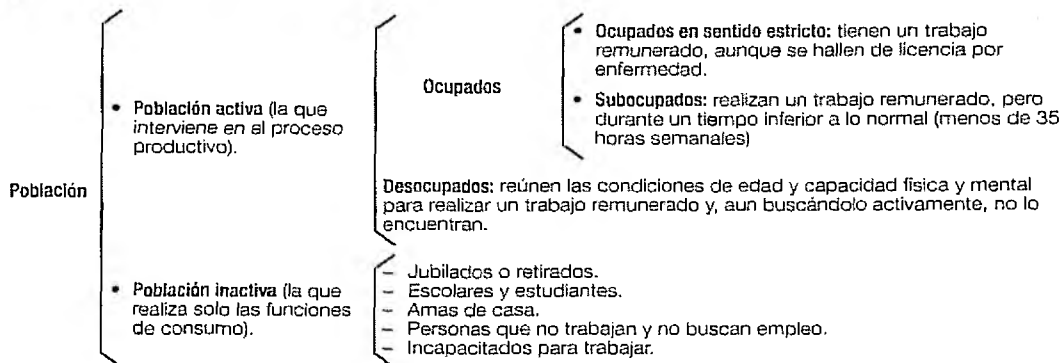 Población
• Población activa (la que
interviene en el proceso
productivo).
Ocupados
• Ocupados en sentido estricto: tienen un trabajo
remunerado, aunque se hallen de licencia por
enfermedad.
• Subocupados: realizan un trabajo remunerado, pero
durante un tiempo inferior a lo normal (menos de 35
horas semanales)
Desocupados: reúnen las condiciones de edad y capacidad física y mental
para realizar un trabajo remunerado y, aun buscándolo activamente, no lo
encuentran.
• Población inactiva (la que
realiza solo las funciones
de consumo).
– Jubilados o retirados.
– Escolares y estudiantes.
– Amas de casa.
– Personas que no trabajan y no buscan empleo.
– Incapacitados para trabajar.